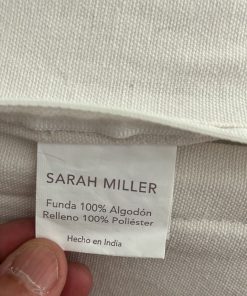 SARAH MILLER
Funda 100% Algodón
Relleno 100% Poliéster
Hecho en India